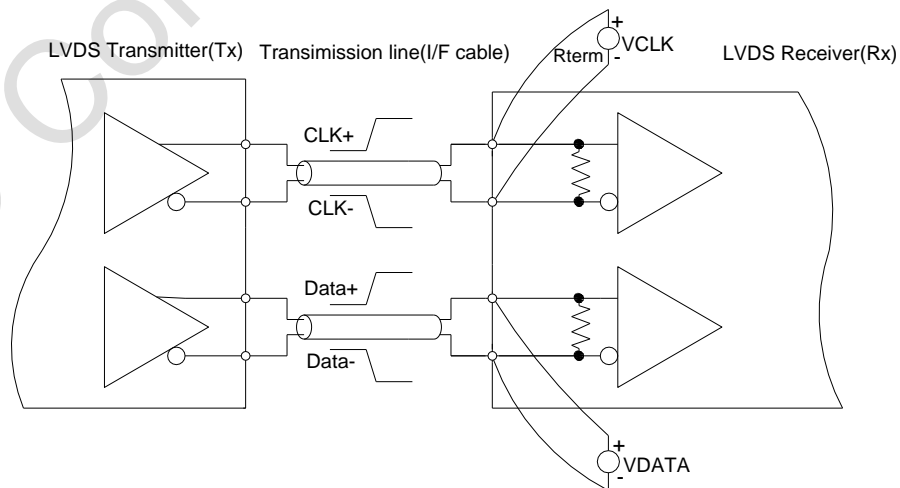 LVDS Transmitter(Tx)
Transimission line(I/F cable)
LVDS Receiver(Rx)
+
VCLK
Rterm
-
CLK+
CLK-
Data+
Data-
+
VDATA
-